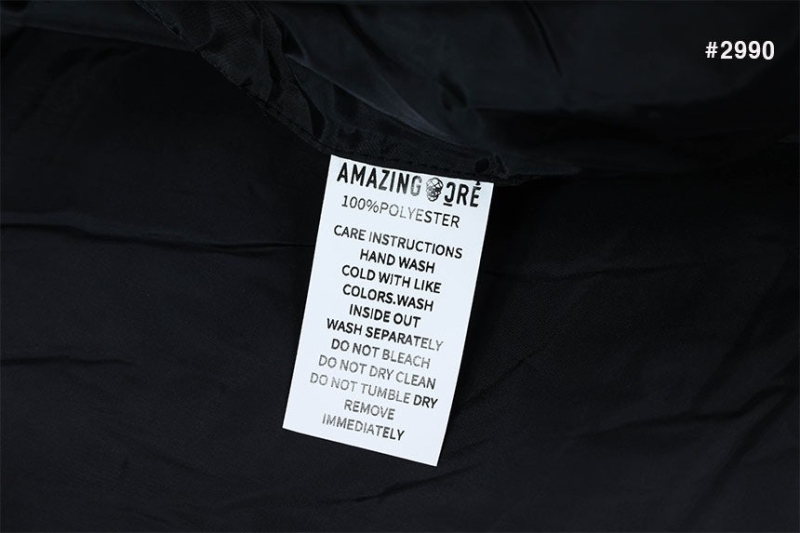 #2990
AMAZING CRÉ
100%POLYESTER
CARE INSTRUCTIONS
HAND WASH
COLD WITH LIKE
COLORS.WASH
INSIDE OUT
WASH SEPARATELY
DO NOT BLEACH
DO NOT DRY CLEAN
DO NOT TUMBLE DRY
REMOVE
IMMEDIATELY